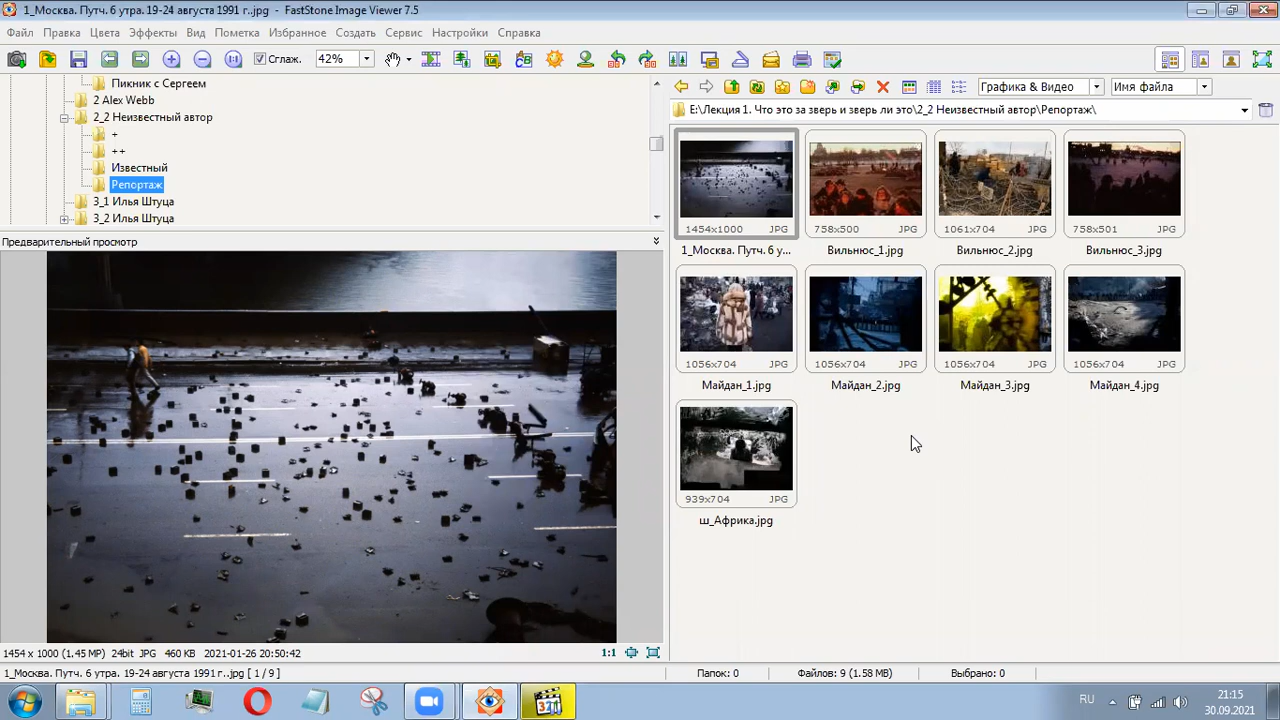 1_Москва. Путч. 6 утра. 19-24 августа 1991 г..jpg - FastStone Image Viewer 7.5
Файл Правка Цвета Эффекты Вид Пометка Избранное Создать Сервис Настройки Справка
Сглаж. 42%
Графика & Видео Имя файла
E:\Лекция 1. Что это за зверь и зверь ли это\2_2 Неизвестный автор\Репортаж\
Пикник с Сергеем
2 Alex Webb
2_2 Неизвестный автор
+
++
Известный
Репортаж
3_1 Илья Штуца
3_2 Илья Штуца
Предварительный просмотр
1454x1000 JPG
1_Москва. Путч. 6 у...
758x500 JPG
Вильнюс_1.jpg
1061x704 JPG
Вильнюс_2.jpg
758x501 JPG
Вильнюс_3.jpg
1056x704 JPG
Майдан_1.jpg
1056x704 JPG
Майдан_2.jpg
1056x704 JPG
Майдан_3.jpg
1056x704 JPG
Майдан_4.jpg
939x704 JPG
ш_Африка.jpg
1454 x 1000 (1.45 MP) 24bit JPG 460 KB 2021-01-26 20:50:42 1:1
1_Москва. Путч. 6 утра. 19-24 августа 1991 г..jpg [ 1 / 9 ]
Папок: 0 Файлов: 9 (1.58 MB) Выбрано: 0
321
RU
21:15
30.09.2021